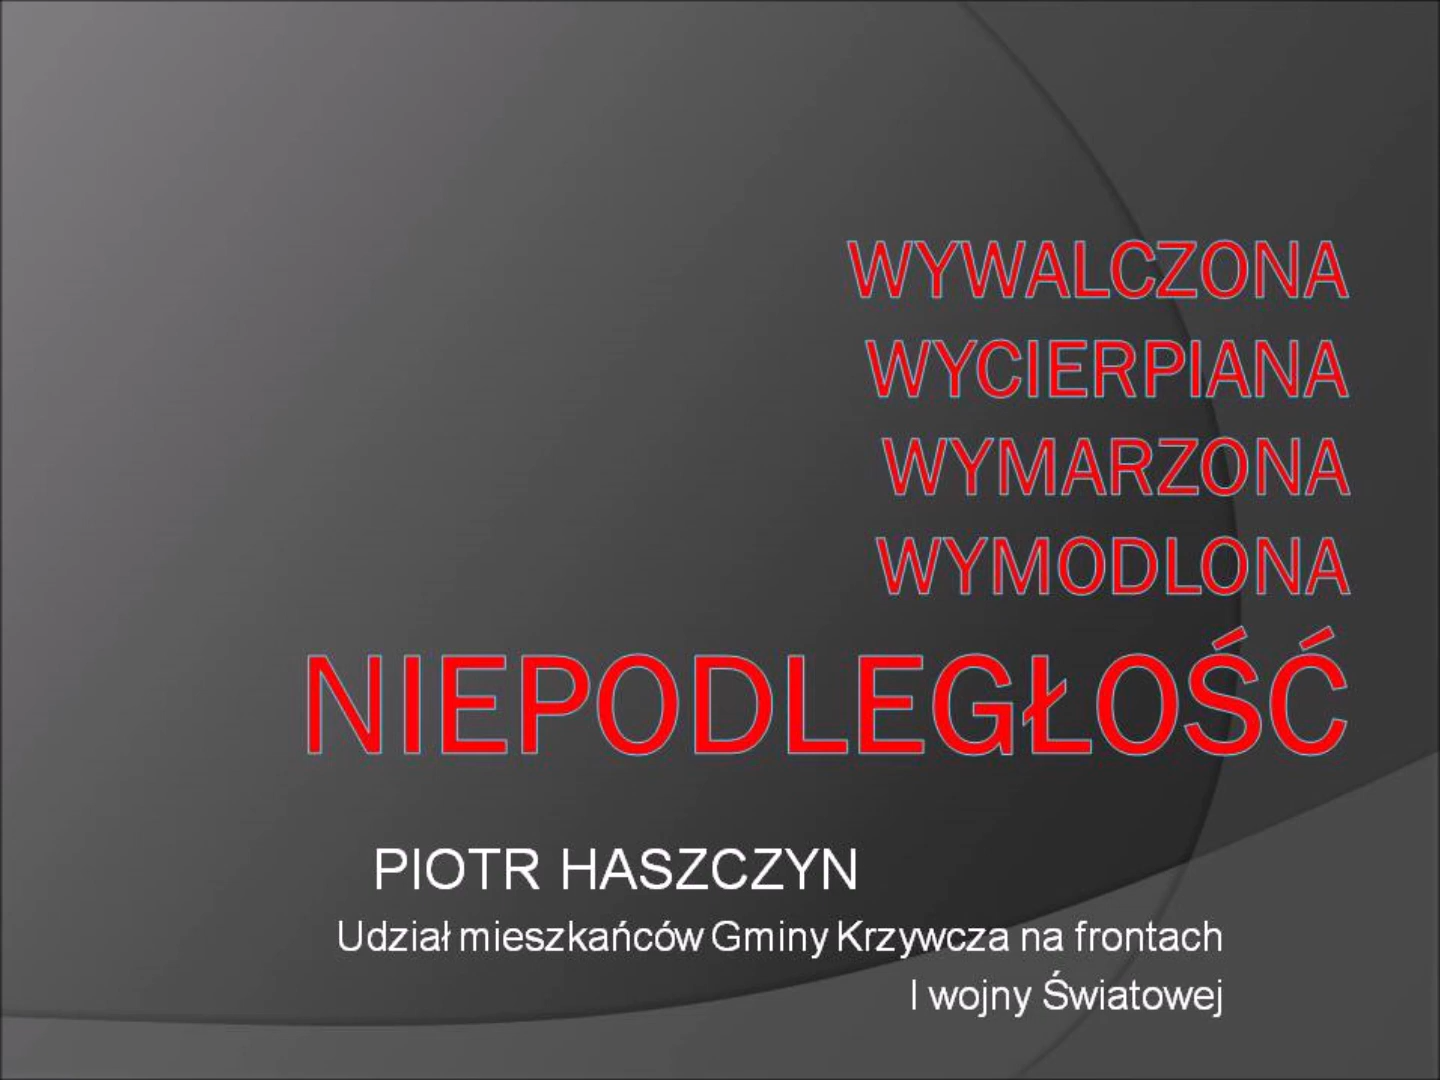 WYWALCZONA
WYCIERPIANA
WYMARZONA
WYMODLONA
NIEPODLEGŁOŚĆ
PIOTR HASZCZYN
Udział mieszkańców Gminy Krzywcza na frontach
I wojny Światowej